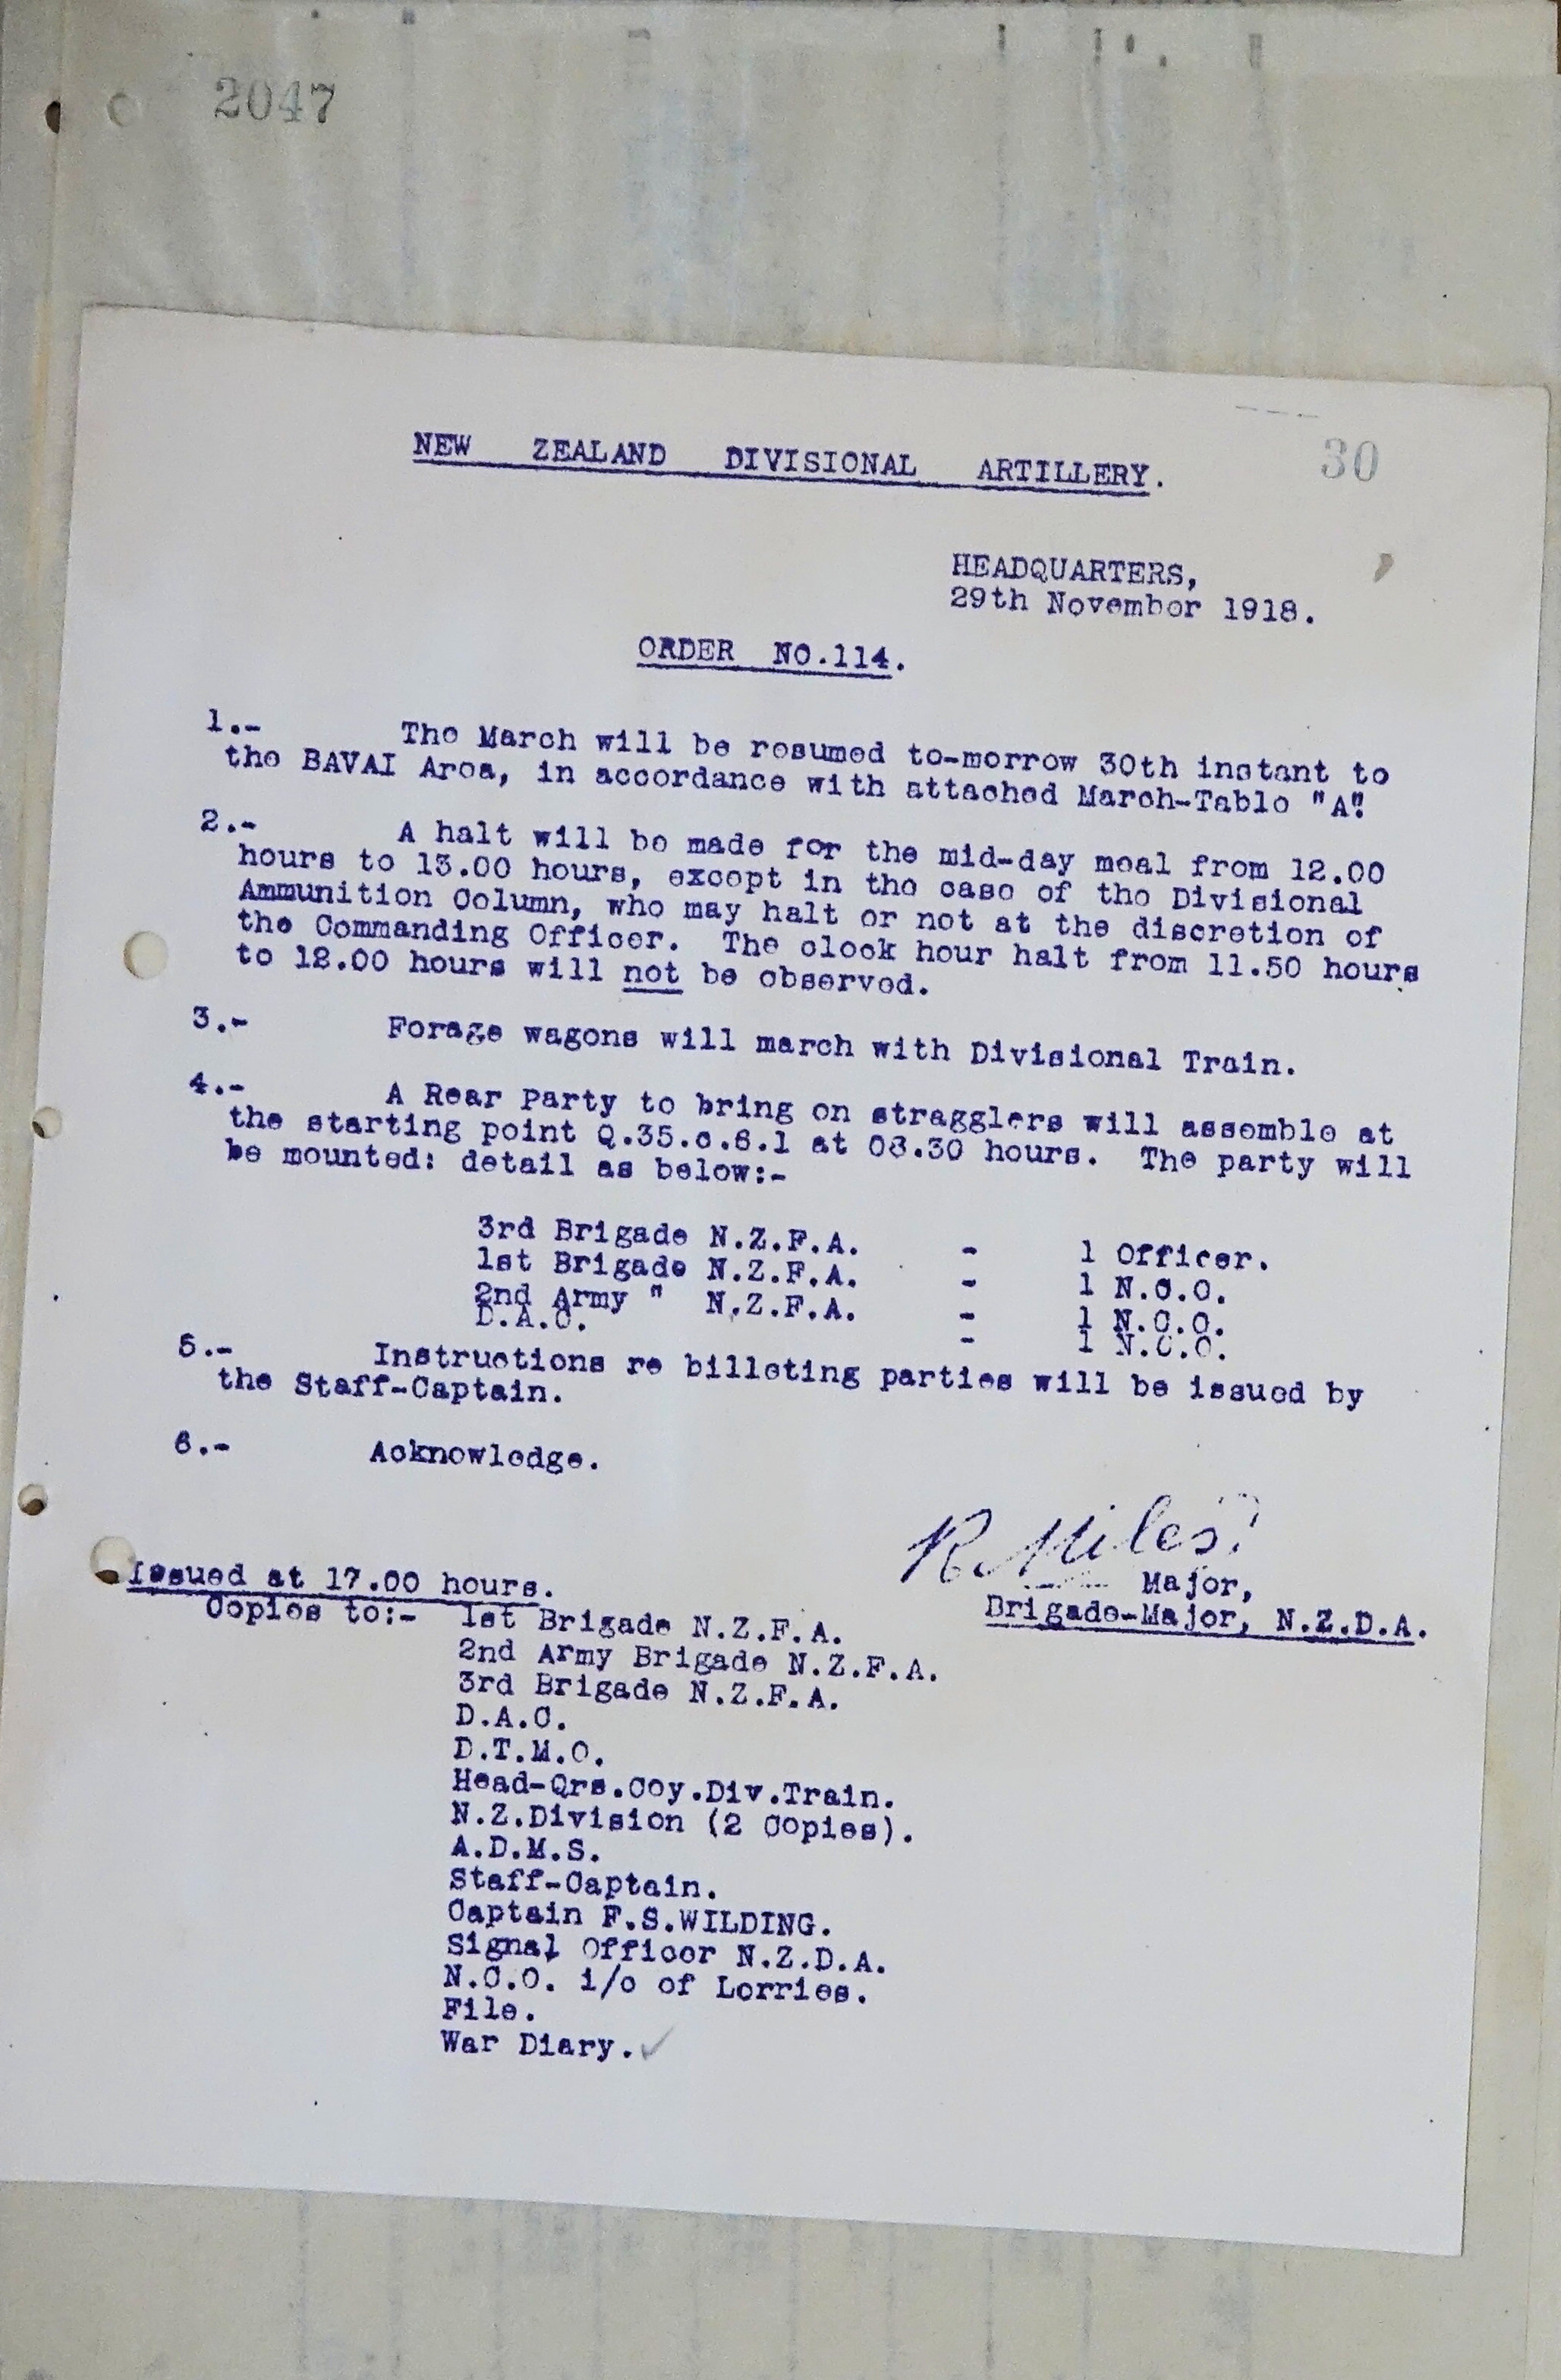 2047
NEW ZEALAND DIVISIONAL ARTILLERY.
30
HEADQUARTERS,
29th November 1918.
ORDER NO.114.
1.- The March will be resumed to-morrow 30th instant to
the BAVAI Area, in accordance with attached March-Table "A".
2.- A halt will be made for the mid-day meal from 12.00
hours to 13.00 hours, except in the case of the Divisional
Ammunition Column, who may halt or not at the discretion of
the Commanding Officer. The clock hour halt from 11.50 hours
to 12.00 hours will not be observed.
3.- Forage wagons will march with Divisional Train.
4.- A Rear Party to bring on stragglers will assemble at
the starting point Q.35.c.6.1 at 08.30 hours. The party will
be mounted: detail as below:-
3rd Brigade N.Z.F.A. - 1 Officer.
1st Brigade N.Z.F.A. - 1 N.C.O.
2nd Army " N.Z.F.A. - 1 N.C.O.
D.A.C. - 1 N.C.O.
5.- Instructions re billeting parties will be issued by
the Staff-Captain.
6.- Acknowledge.
R Miles
Major,
Brigade-Major, N.Z.D.A.
Issued at 17.00 hours.
Copies to:- 1st Brigade N.Z.F.A.
2nd Army Brigade N.Z.F.A.
3rd Brigade N.Z.F.A.
D.A.C.
D.T.M.O.
Head-Qrs.Coy.Div.Train.
N.Z.Division (2 Copies).
A.D.M.S.
Staff-Captain.
Captain F.S.WILDING.
Signal Officer N.Z.D.A.
N.C.O. i/c of Lorries.
File.
War Diary. ✓